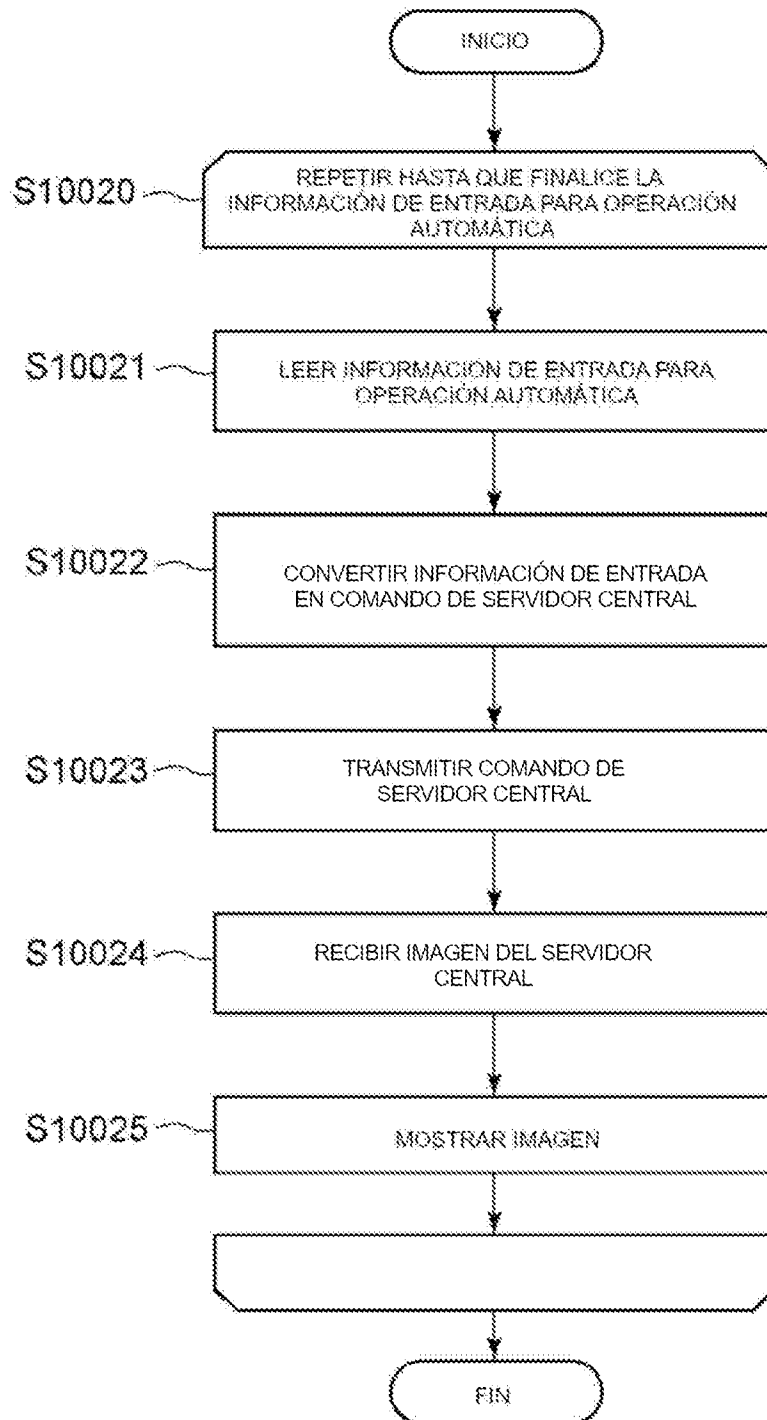 INICIO
S10020
REPETIR HASTA QUE FINALICE LA
INFORMACIÓN DE ENTRADA PARA OPERACIÓN
AUTOMÁTICA
S10021
LEER INFORMACIÓN DE ENTRADA PARA
OPERACIÓN AUTOMÁTICA
S10022
CONVERTIR INFORMACIÓN DE ENTRADA
EN COMANDO DE SERVIDOR CENTRAL
S10023
TRANSMITIR COMANDO DE
SERVIDOR CENTRAL
S10024
RECIBIR IMAGEN DEL SERVIDOR
CENTRAL
S10025
MOSTRAR IMAGEN
FIN